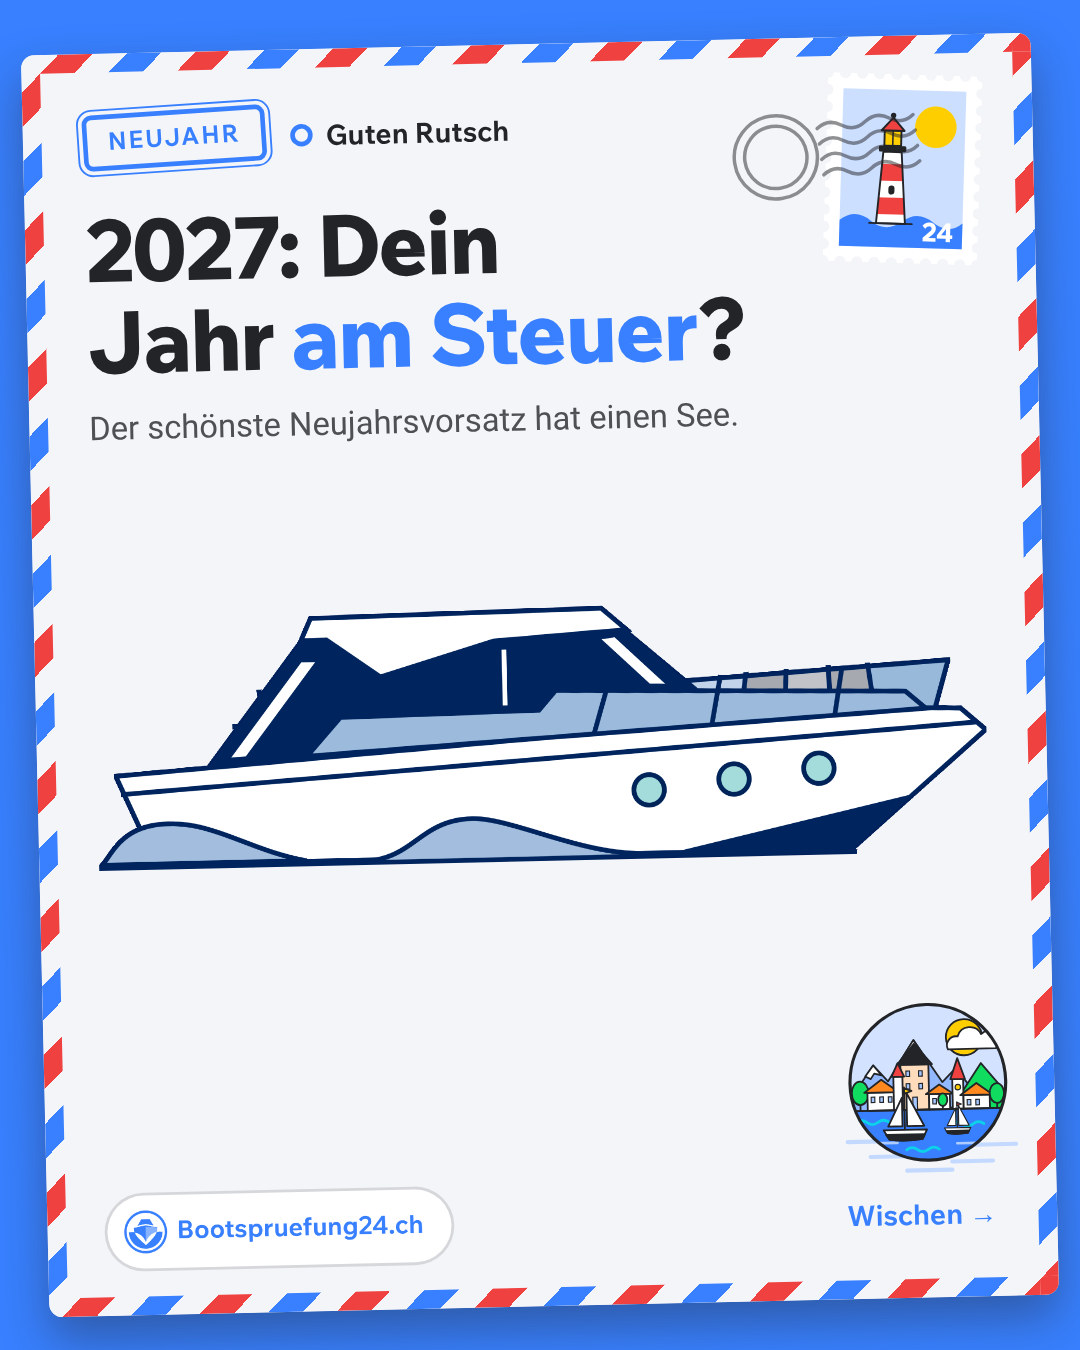 NEUJAHR
Guten Rutsch
24
2027: Dein
Jahr am Steuer?
Der schönste Neujahrsvorsatz hat einen See.
Bootspruefung24.ch
Wischen →